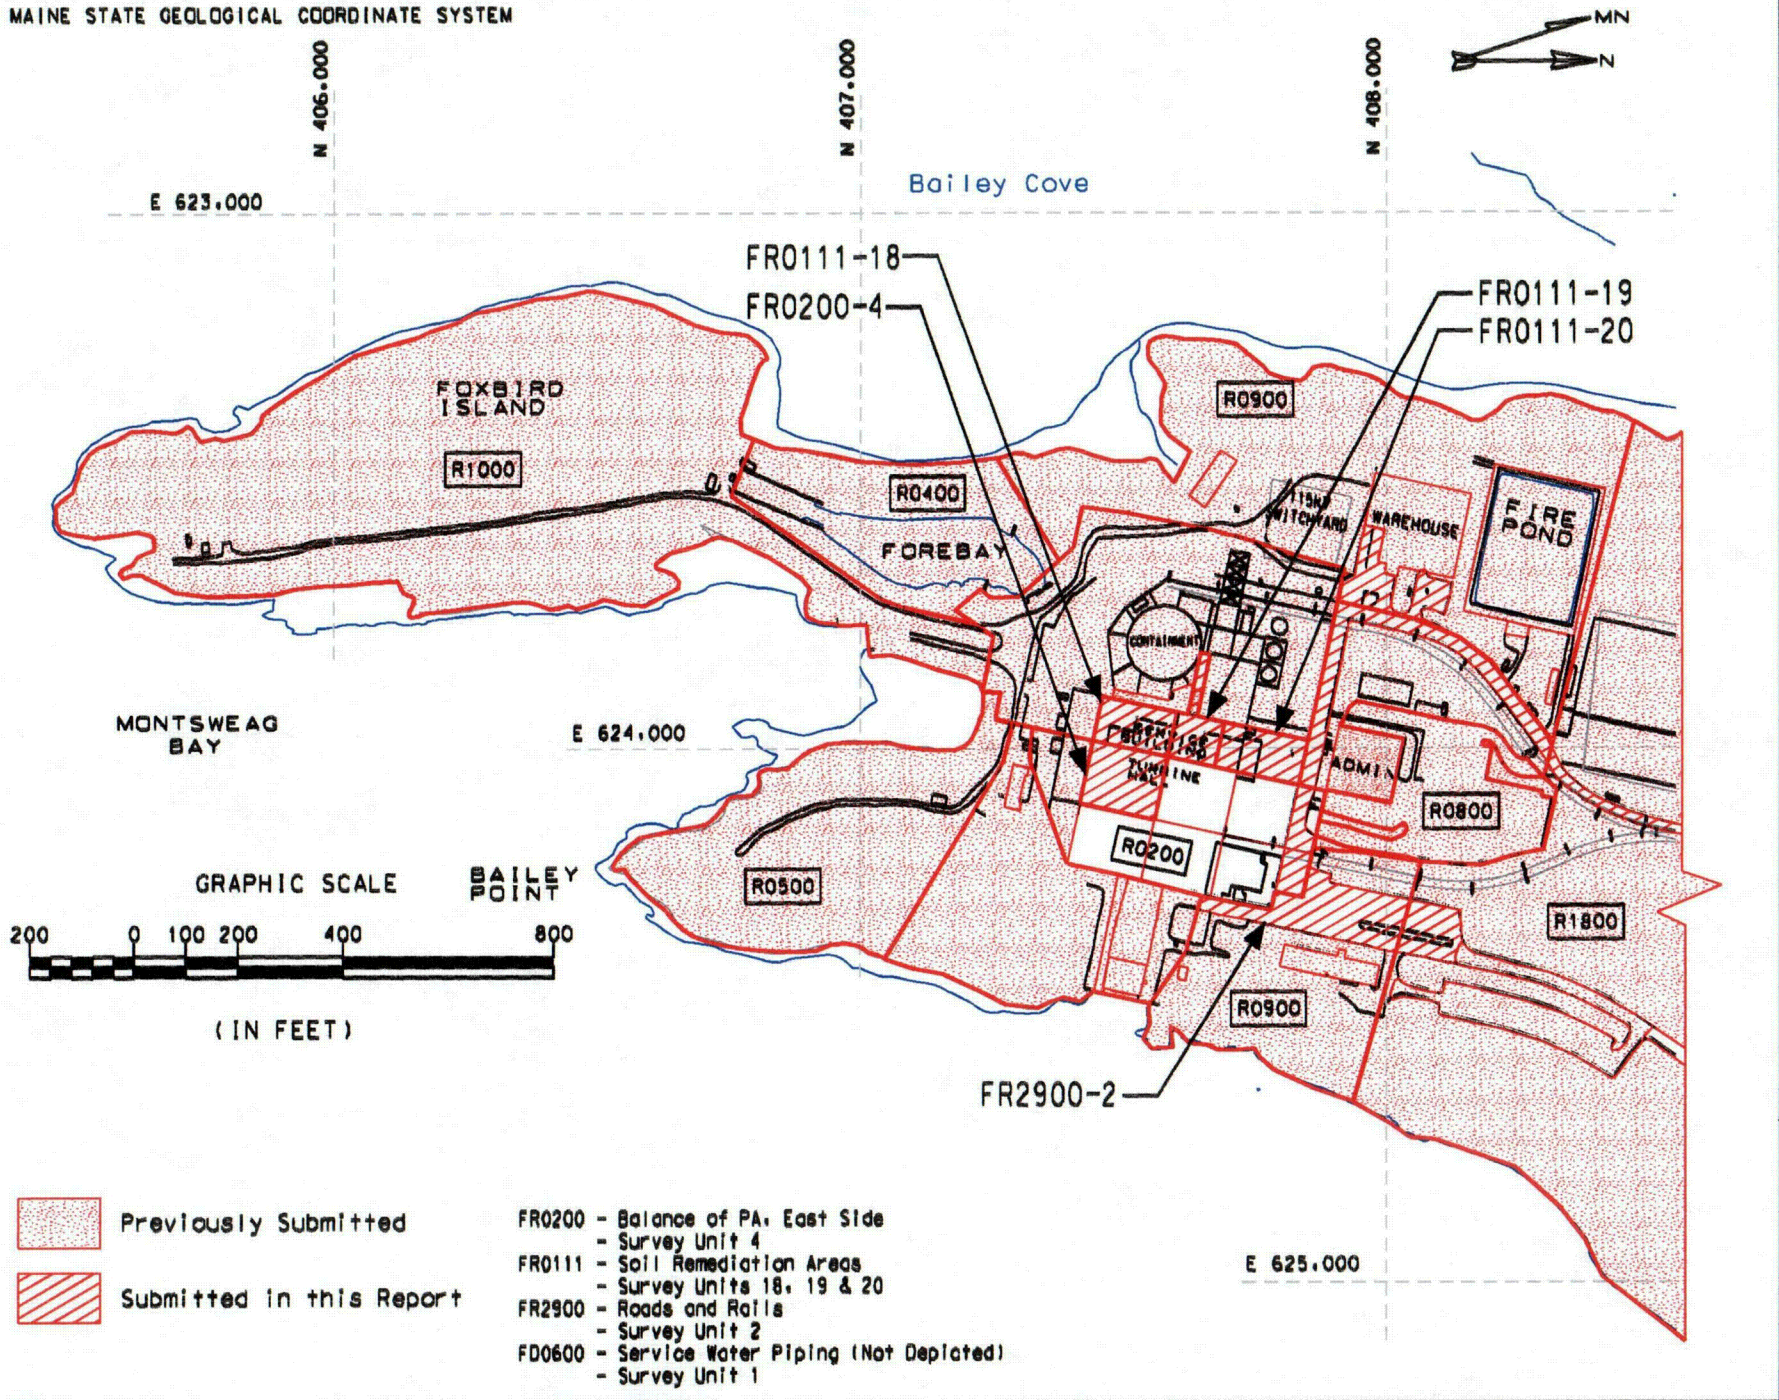 MAINE STATE GEOLOGICAL COORDINATE SYSTEM
MN
N
N 406.000
N 407.000
N 408.000
E 623.000
Bailey Cove
FR0111-18
FR0200-4
FR0111-19
FR0111-20
FOXBIRD
ISLAND
R1000
R0400
FOREBAY
R0900
115KV
SWITCHYARD
WAREHOUSE
FIRE
POND
CONTAINMENT
MONTSWEAG
BAY
E 624.000
SERVICE
BUILDING
TURBINE
HALL
ADMIN
R0800
R0200
R0500
R1800
R0900
BAILEY
POINT
GRAPHIC SCALE
200 0 100 200 400 800
(IN FEET)
FR2900-2
E 625.000
Previously Submitted
Submitted in this Report
FR0200 - Balance of PA. East Side
- Survey Unit 4
FR0111 - Soil Remediation Areas
- Survey Units 18. 19 & 20
FR2900 - Roads and Rails
- Survey Unit 2
FD0600 - Service Water Piping (Not Depicted)
- Survey Unit 1